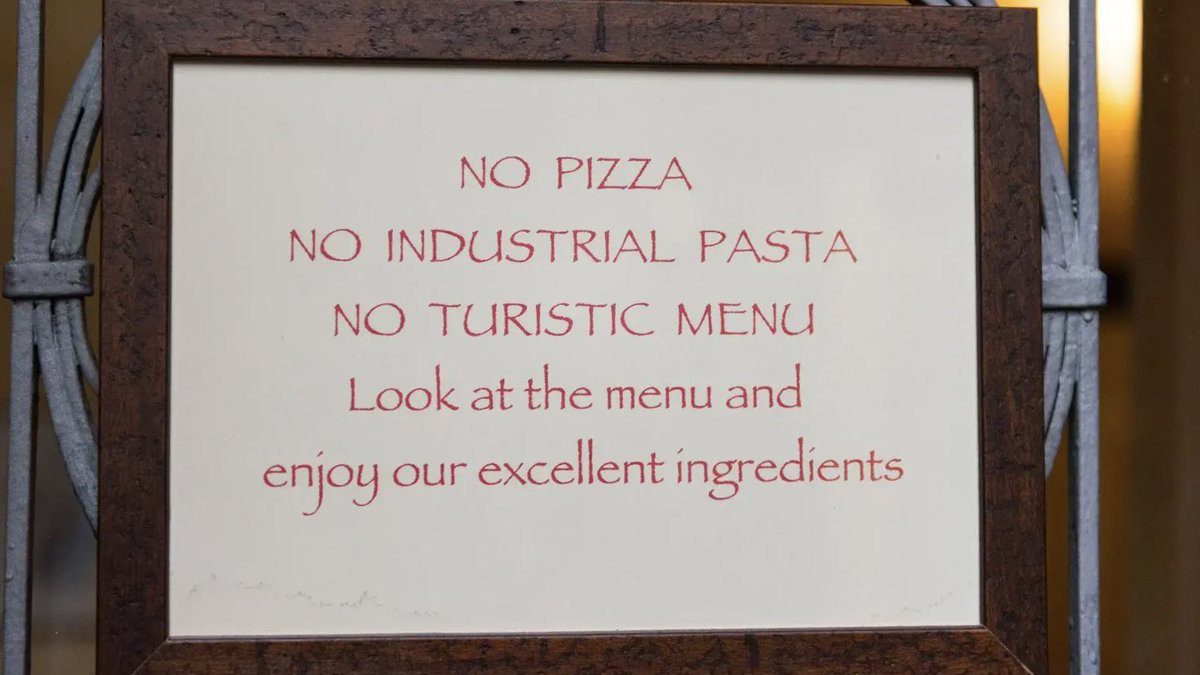 NO PIZZA
NO INDUSTRIAL PASTA
NO TURISTIC MENU
Look at the menu and
enjoy our excellent ingredients